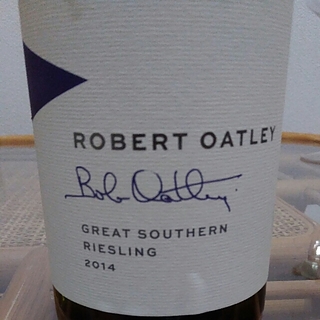 ROBERT OATLEY
Bob Oatley
GREAT SOUTHERN
RIESLING
2014